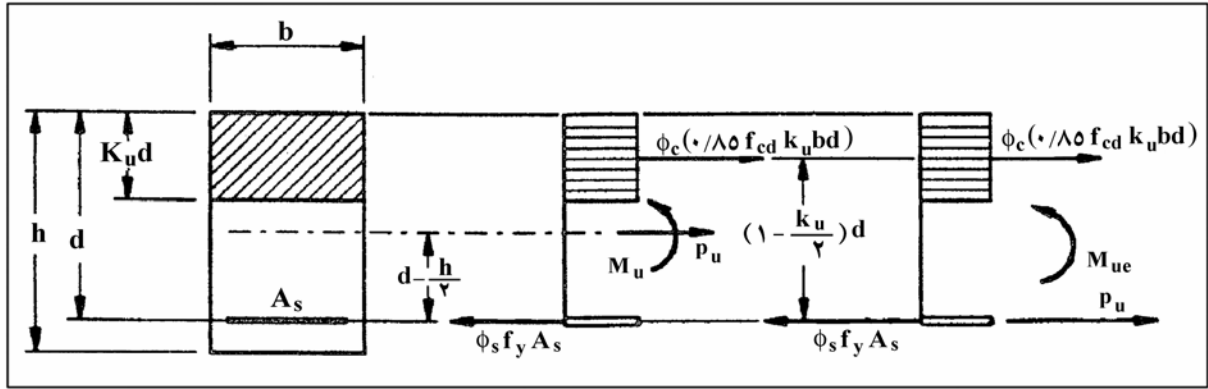 b
K_u d
h
d
A_s
d-h/۲
ϕ_c(۰/۸۵ f_cd k_u bd)
M_u
p_u
ϕ_s f_y A_s
(۱-k_u/۲)d
ϕ_c(۰/۸۵ f_cd k_u bd)
M_ue
p_u
ϕ_s f_y A_s